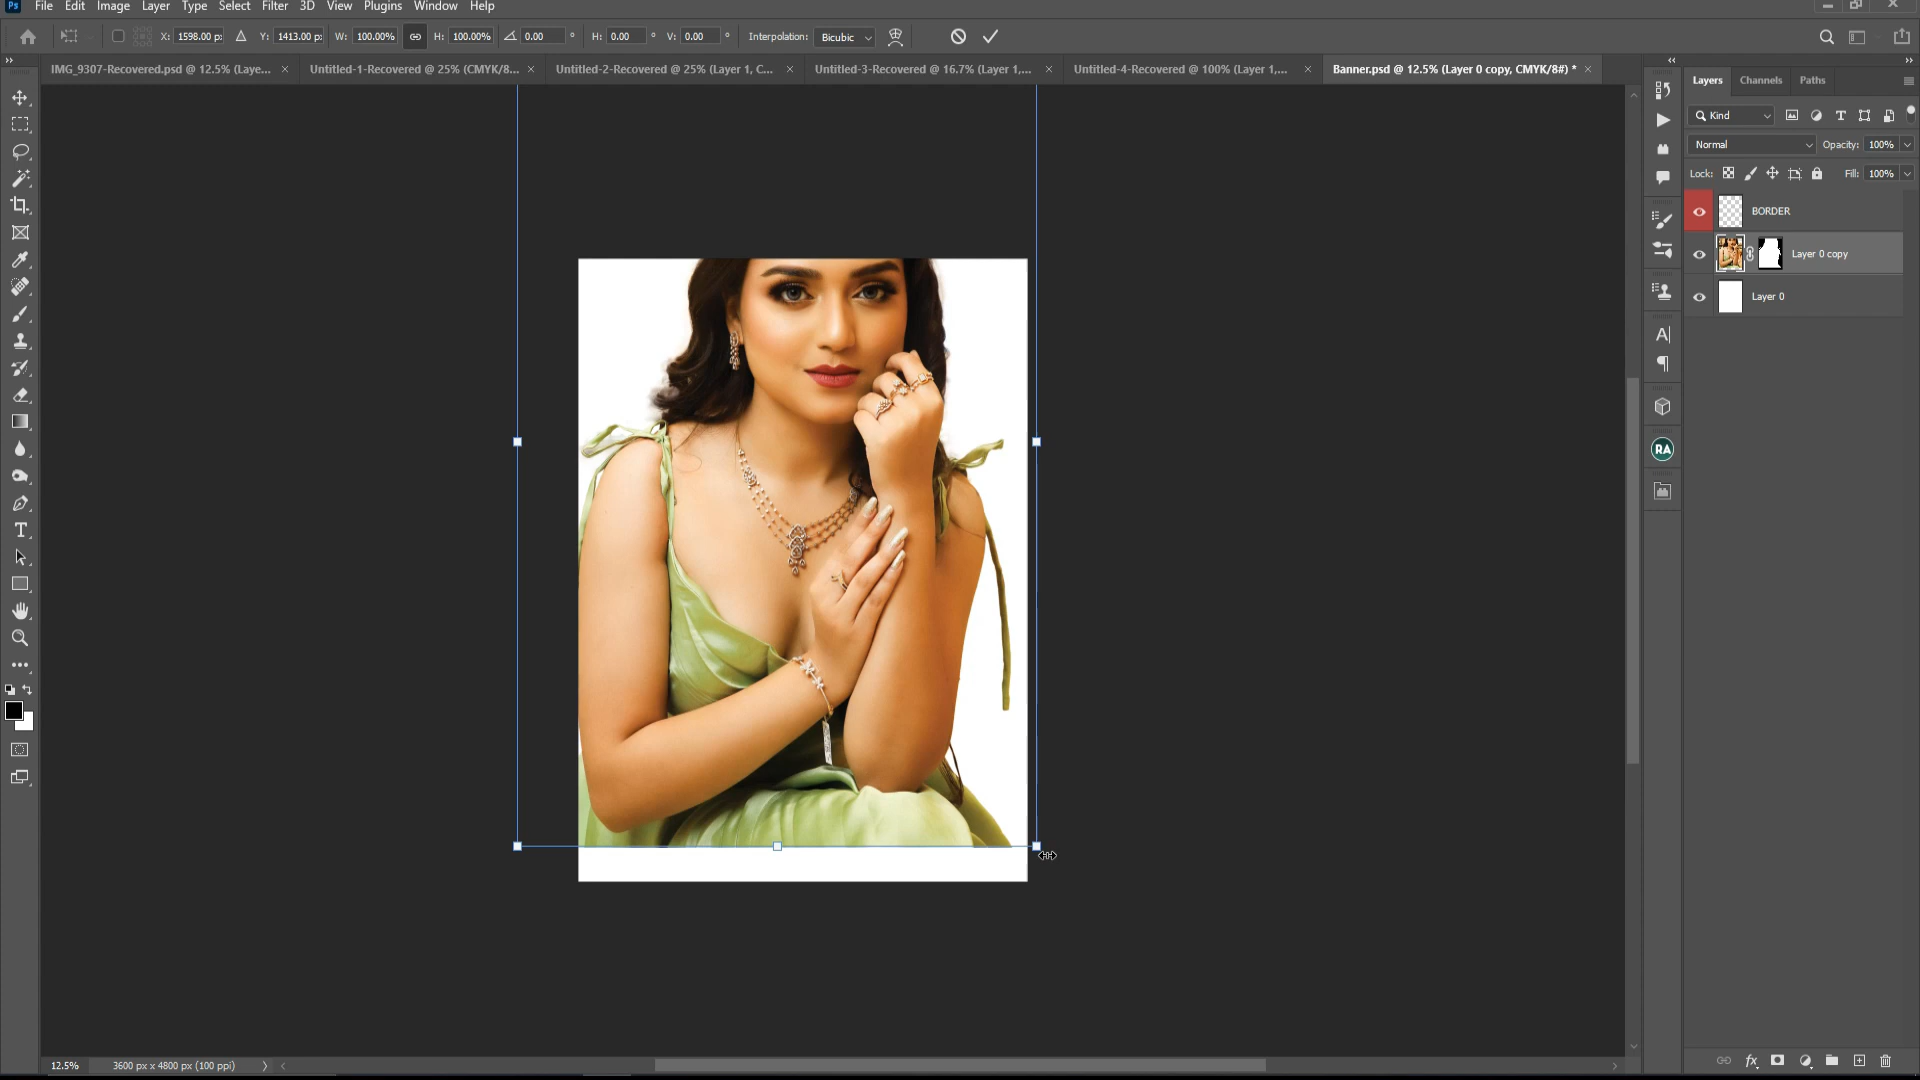 Ps File Edit Image Layer Type Select Filter 3D View Plugins Window Help
X: 1598.00 p: Y: 1413.00 p: W: 100.00% H: 100.00% 0.00 ° H: 0.00 ° V: 0.00 ° Interpolation: Bicubic
IMG_9307-Recovered.psd @ 12.5% (Laye... × Untitled-1-Recovered @ 25% (CMYK/8... × Untitled-2-Recovered @ 25% (Layer 1, C... × Untitled-3-Recovered @ 16.7% (Layer 1,... × Untitled-4-Recovered @ 100% (Layer 1,... × Banner.psd @ 12.5% (Layer 0 copy, CMYK/8#) * ×
Layers Channels Paths
Kind
Normal Opacity: 100%
Lock: Fill: 100%
BORDER
Layer 0 copy
Layer 0
RA
12.5% 3600 px x 4800 px (100 ppi)
fx